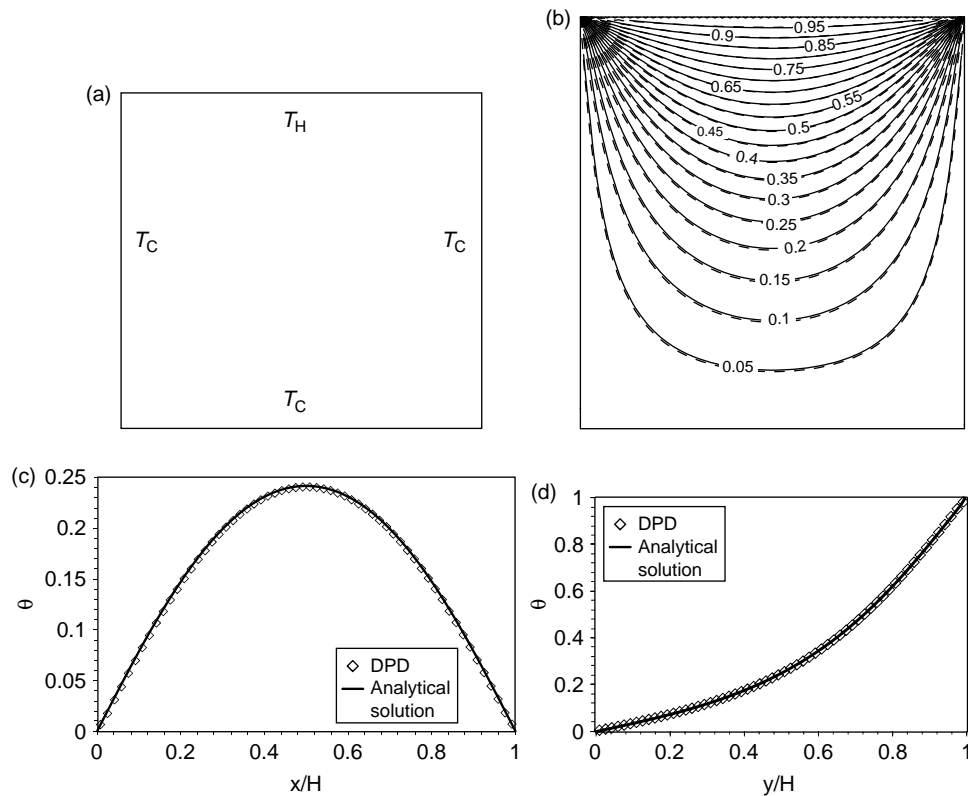 (a)
T_H
T_C
T_C
T_C
(b)
0.95
0.9
0.85
0.75
0.65
0.55
0.5
0.45
0.4
0.35
0.3
0.25
0.2
0.15
0.1
0.05
(c)
0.25
0.2
0.15
0.1
0.05
0
θ
DPD
Analytical
solution
0 0.2 0.4 0.6 0.8 1
x/H
(d)
1
0.8
0.6
0.4
0.2
0
θ
DPD
Analytical
solution
0 0.2 0.4 0.6 0.8 1
y/H